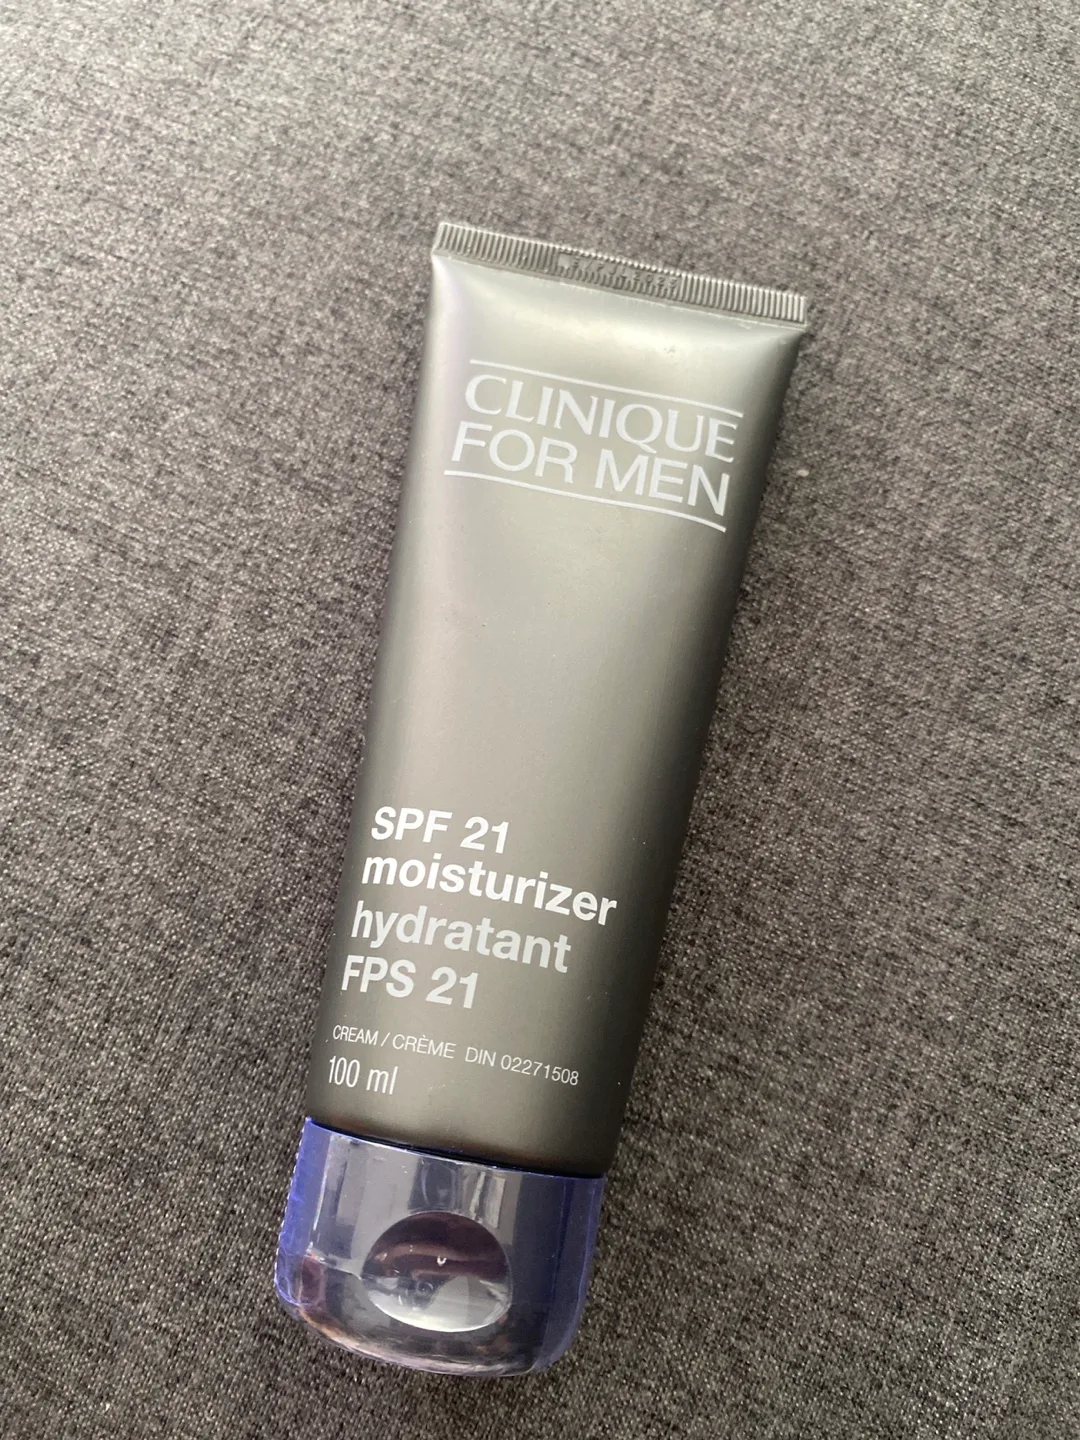 CLINIQUE
FOR MEN
SPF 21
moisturizer
hydratant
FPS 21
CREAM / CRÈME DIN 02271508
100 ml